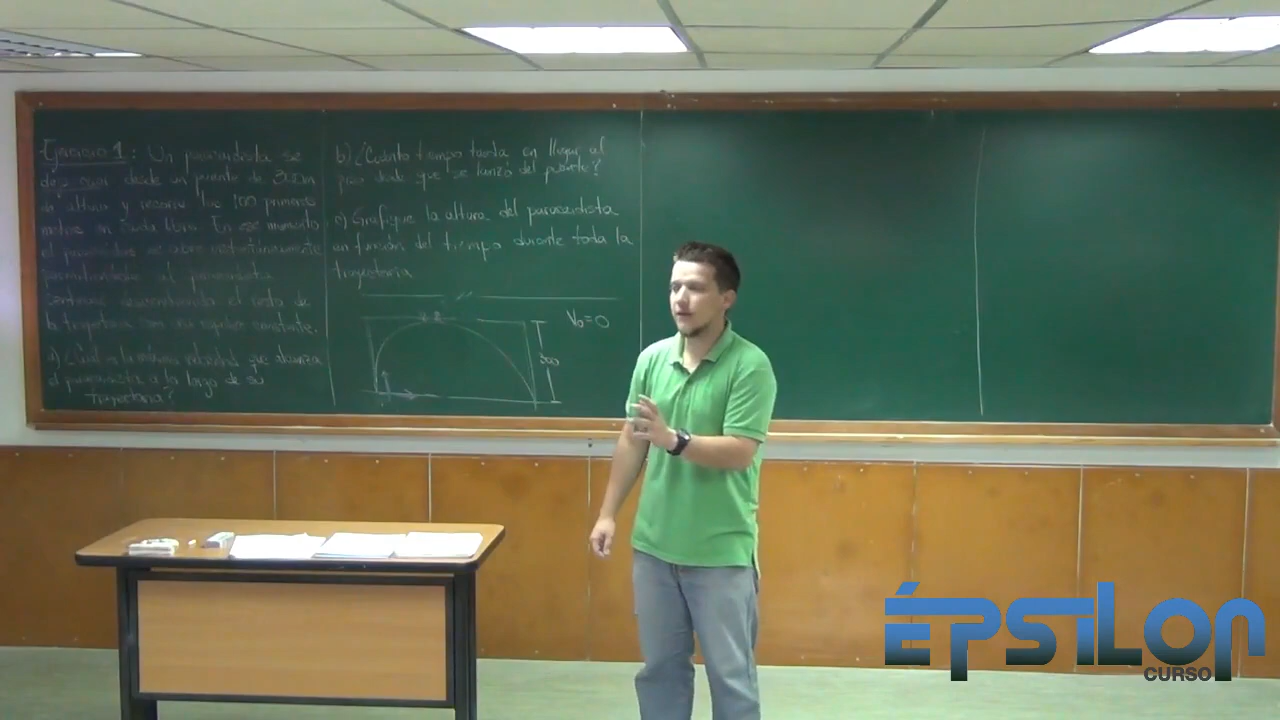 Ejercicio 1: Un paracaidista se
deja caer desde un puente de 300m
de altura y recorre los 100 primeros
metros en caída libre. En ese momento
el paracaídas se abre instantáneamente
permitiéndole al paracaidista
continuar descendiendo el resto de
la trayectoria con una rapidez constante.
a) ¿Cuál es la máxima velocidad que alcanza
el paracaidista a lo largo de su
trayectoria?
b) ¿Cuánto tiempo tarda en llegar al
piso desde que se lanzó del puente?
c) Grafique la altura del paracaidista
en función del tiempo durante toda la
trayectoria
V0=0
300
ÉPSILON
CURSO